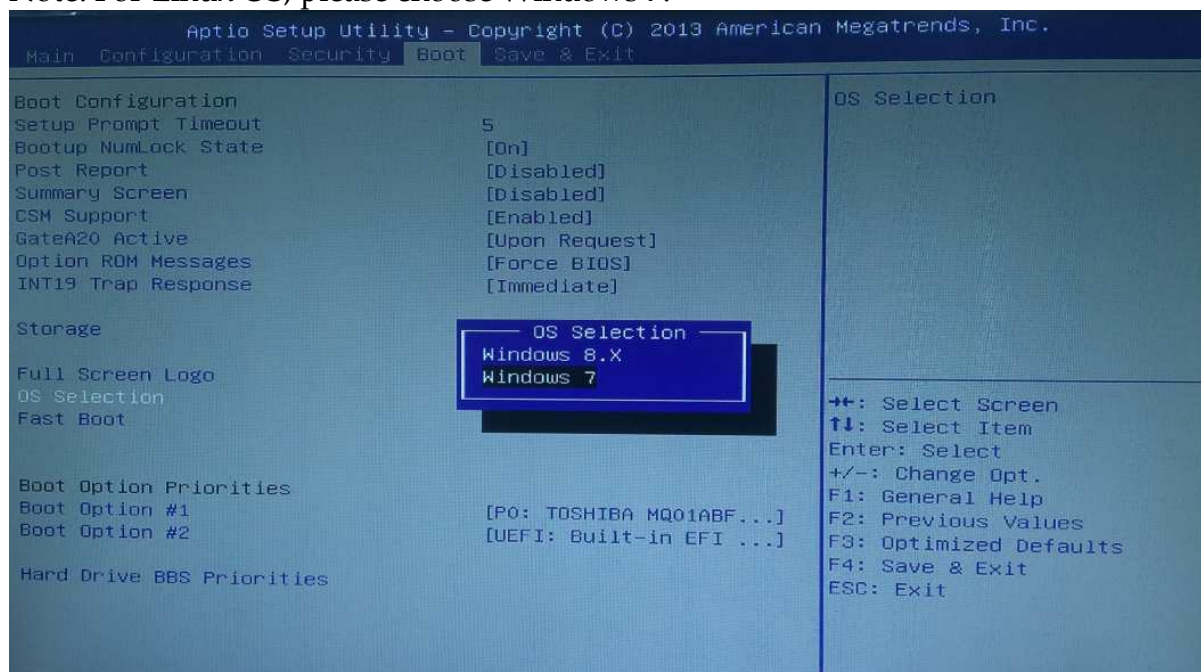 Note: For Linux OS, please choose Windows 7.
Aptio Setup Utility – Copyright (C) 2013 American Megatrends, Inc.
Main Configuration Security Boot Save & Exit
Boot Configuration
Setup Prompt Timeout 5
Bootup NumLock State [On]
Post Report [Disabled]
Summary Screen [Disabled]
CSM Support [Enabled]
GateA20 Active [Upon Request]
Option ROM Messages [Force BIOS]
INT19 Trap Response [Immediate]
Storage
Full Screen Logo
OS Selection
Fast Boot
OS Selection
Windows 8.X
Windows 7
Boot Option Priorities
Boot Option #1 [PO: TOSHIBA MQ01ABF...]
Boot Option #2 [UEFI: Built-in EFI ...]
Hard Drive BBS Priorities
OS Selection
→←: Select Screen
↑↓: Select Item
Enter: Select
+/-: Change Opt.
F1: General Help
F2: Previous Values
F3: Optimized Defaults
F4: Save & Exit
ESC: Exit